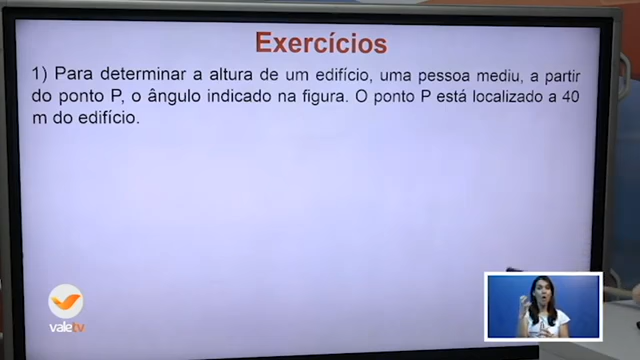 Exercícios
1) Para determinar a altura de um edifício, uma pessoa mediu, a partir
do ponto P, o ângulo indicado na figura. O ponto P está localizado a 40
m do edifício.
valetv